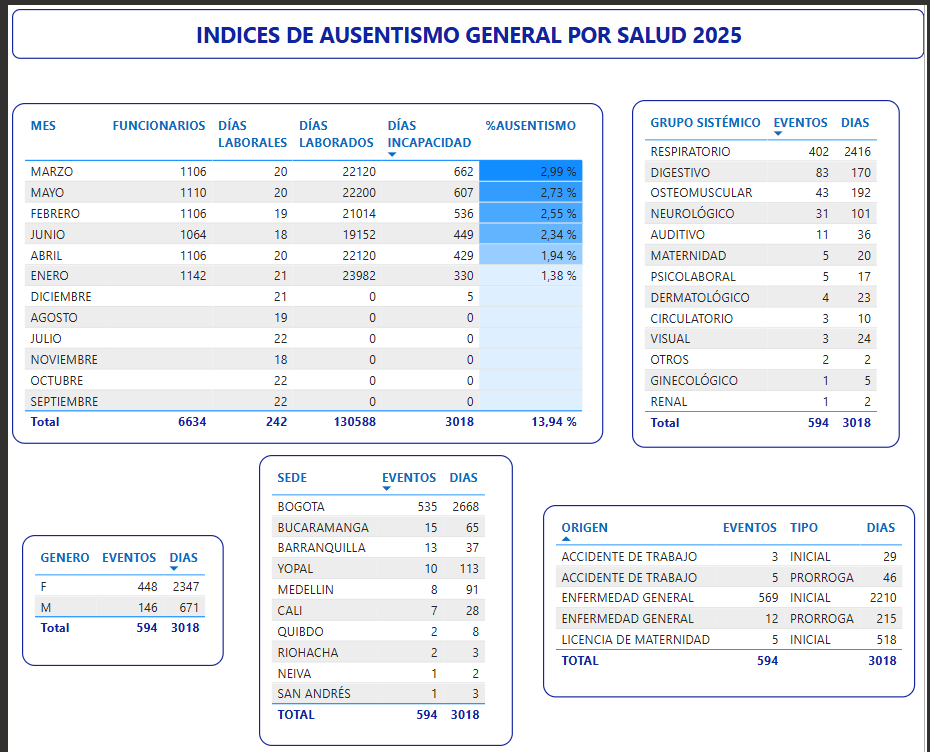 INDICES DE AUSENTISMO GENERAL POR SALUD 2025
MES FUNCIONARIOS DÍAS LABORALES DÍAS LABORADOS DÍAS INCAPACIDAD %AUSENTISMO
MARZO 1106 20 22120 662 2,99 %
MAYO 1110 20 22200 607 2,73 %
FEBRERO 1106 19 21014 536 2,55 %
JUNIO 1064 18 19152 449 2,34 %
ABRIL 1106 20 22120 429 1,94 %
ENERO 1142 21 23982 330 1,38 %
DICIEMBRE 21 0 5
AGOSTO 19 0 0
JULIO 22 0 0
NOVIEMBRE 18 0 0
OCTUBRE 22 0 0
SEPTIEMBRE 22 0 0
Total 6634 242 130588 3018 13,94 %
GRUPO SISTÉMICO EVENTOS DIAS
RESPIRATORIO 402 2416
DIGESTIVO 83 170
OSTEOMUSCULAR 43 192
NEUROLÓGICO 31 101
AUDITIVO 11 36
MATERNIDAD 5 20
PSICOLABORAL 5 17
DERMATOLÓGICO 4 23
CIRCULATORIO 3 10
VISUAL 3 24
OTROS 2 2
GINECOLÓGICO 1 5
RENAL 1 2
Total 594 3018
GENERO EVENTOS DIAS
F 448 2347
M 146 671
Total 594 3018
SEDE EVENTOS DIAS
BOGOTA 535 2668
BUCARAMANGA 15 65
BARRANQUILLA 13 37
YOPAL 10 113
MEDELLIN 8 91
CALI 7 28
QUIBDO 2 8
RIOHACHA 2 3
NEIVA 1 2
SAN ANDRÉS 1 3
TOTAL 594 3018
ORIGEN EVENTOS TIPO DIAS
ACCIDENTE DE TRABAJO 3 INICIAL 29
ACCIDENTE DE TRABAJO 5 PRORROGA 46
ENFERMEDAD GENERAL 569 INICIAL 2210
ENFERMEDAD GENERAL 12 PRORROGA 215
LICENCIA DE MATERNIDAD 5 INICIAL 518
TOTAL 594 3018